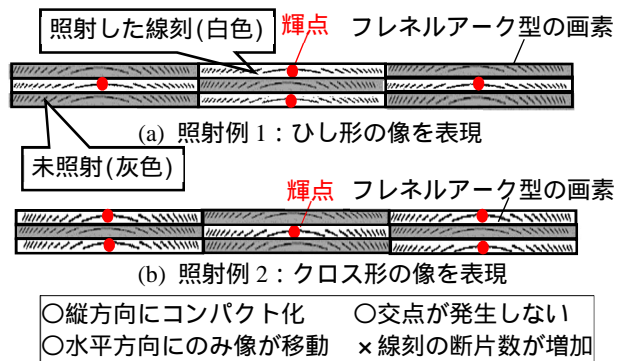 照射した線刻(白色)
輝点 フレネルアーク型の画素
(a) 照射例 1：ひし形の像を表現
未照射(灰色)
輝点 フレネルアーク型の画素
(b) 照射例 2：クロス形の像を表現
〇縦方向にコンパクト化 〇交点が発生しない
〇水平方向にのみ像が移動 ×線刻の断片数が増加